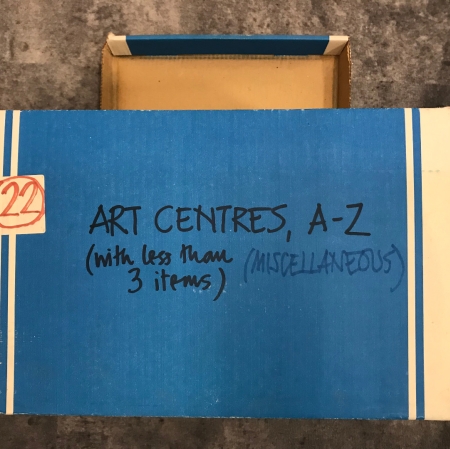 22
ART CENTRES, A-Z
(with less than (MISCELLANEOUS)
3 items)